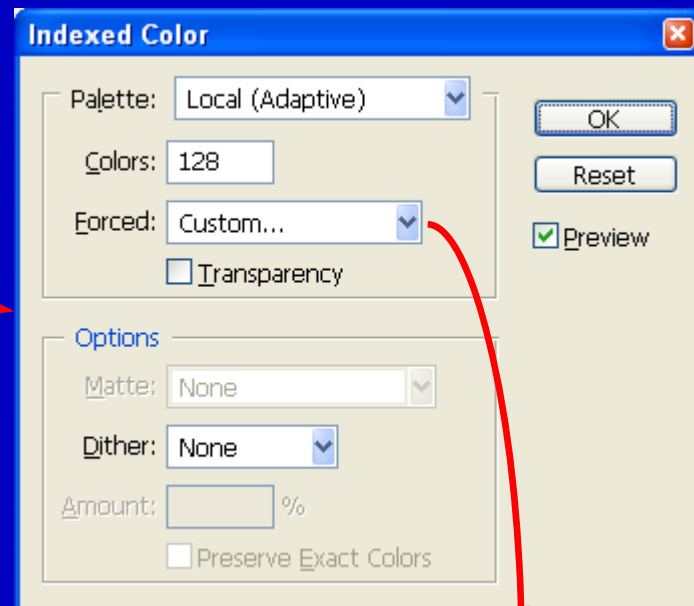 Indexed Color
Palette: Local (Adaptive)
OK
Colors: 128
Reset
Forced: Custom...
Preview
Transparency
Options
Matte: None
Dither: None
Amount: %
Preserve Exact Colors